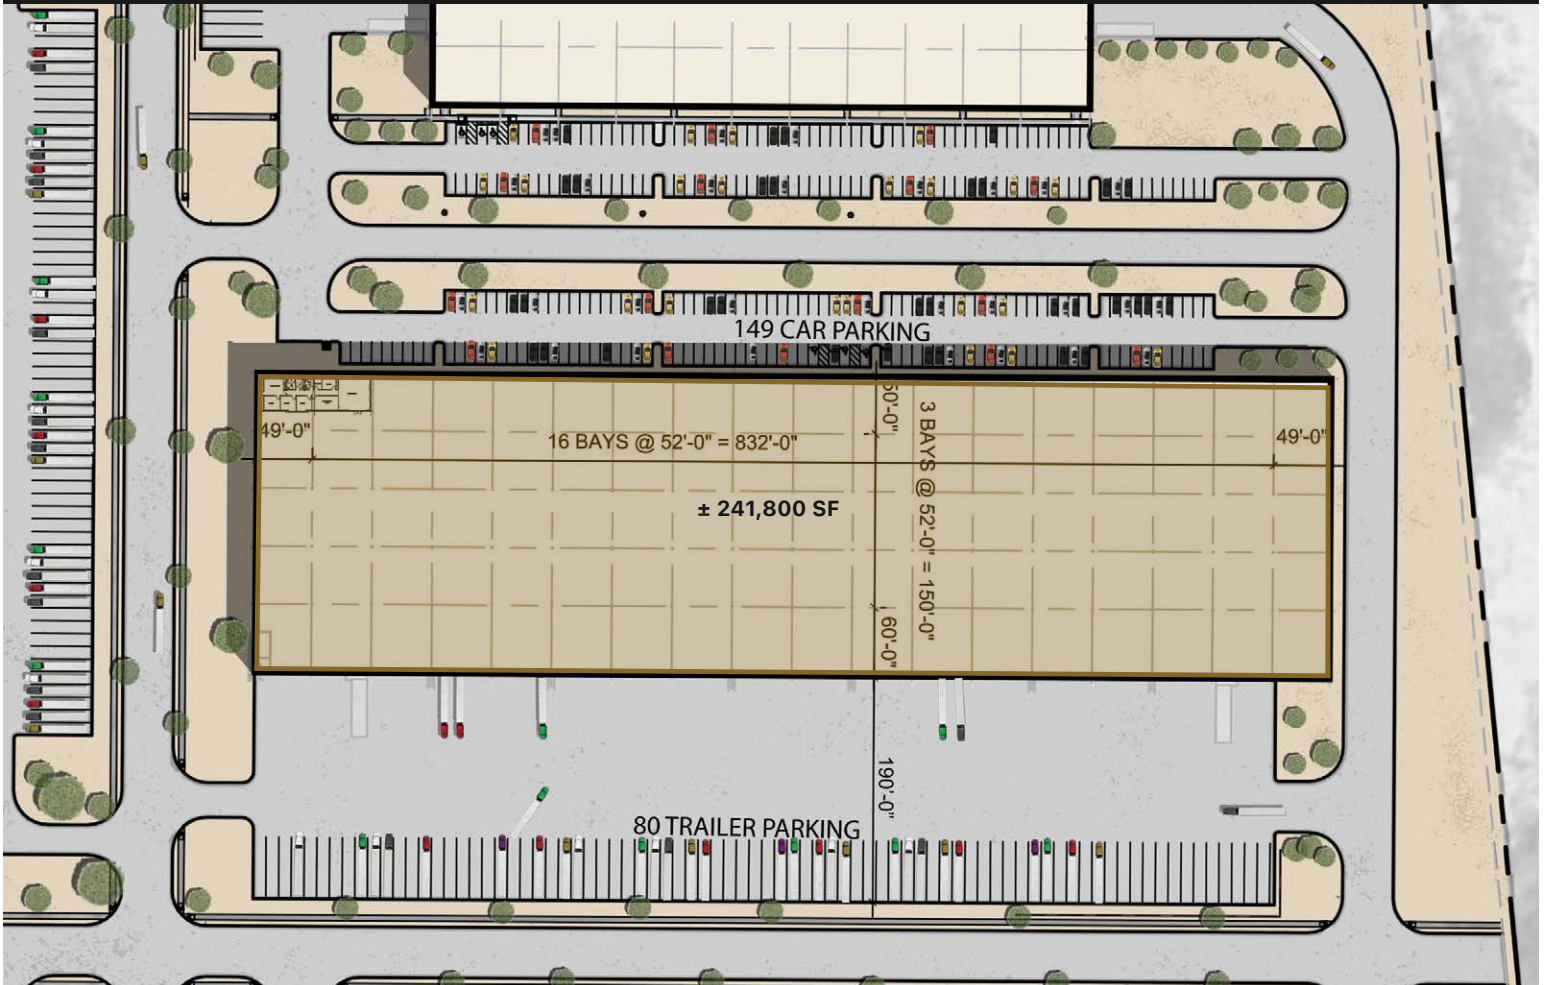 149 CAR PARKING
49'-0"
16 BAYS @ 52'-0" = 832'-0"
50'-0"
3 BAYS @ 52'-0" = 150'-0"
49'-0"
± 241,800 SF
60'-0"
190'-0"
80 TRAILER PARKING